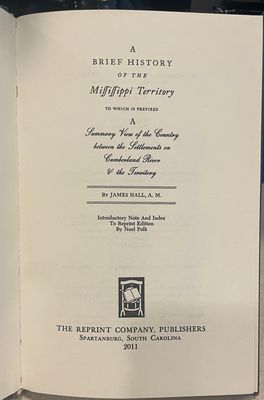 A
BRIEF HISTORY
OF THE
Mississippi Territory
TO WHICH IS PREFIXED
A
Summary View of the Country
between the Settlements on
Cumberland River
& the Territory
By JAMES HALL, A. M.
Introductory Note And Index
To Reprint Edition
By Noel Polk
THE REPRINT COMPANY, PUBLISHERS
SPARTANBURG, SOUTH CAROLINA
2011